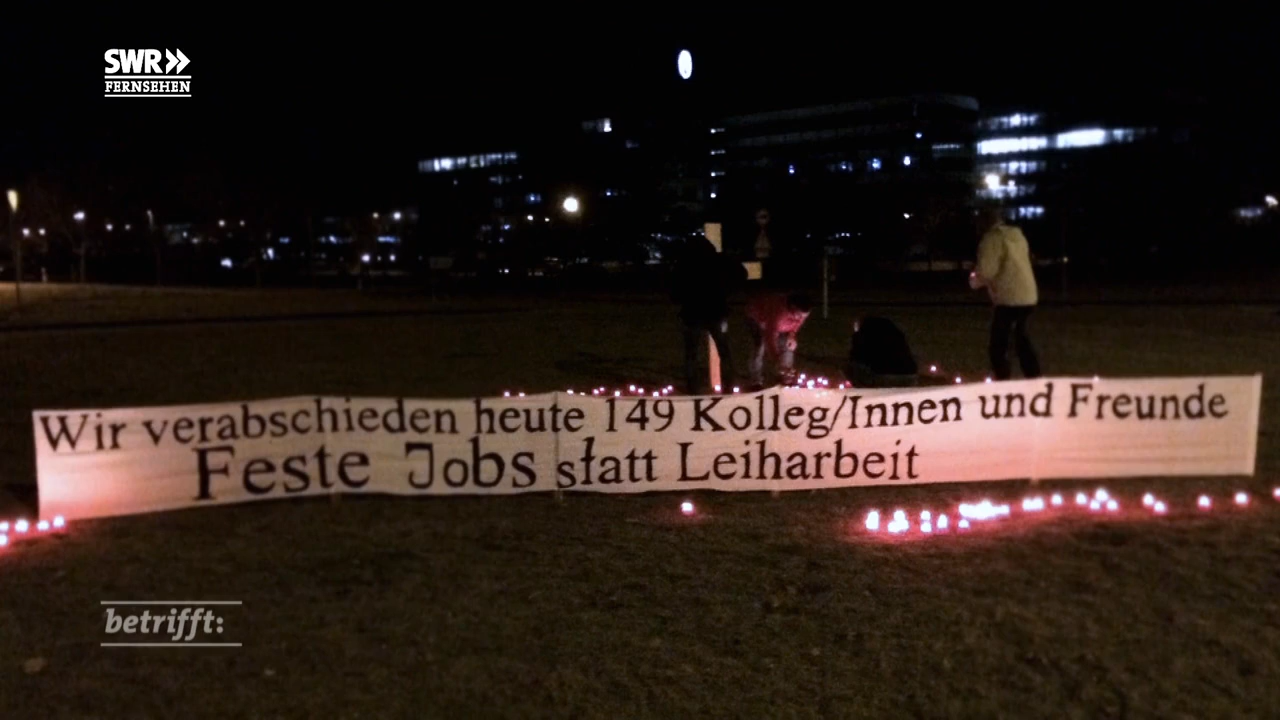 SWR
FERNSEHEN
Wir verabschieden heute 149 Kolleg/Innen und Freunde
Feste Jobs statt Leiharbeit
betrifft: